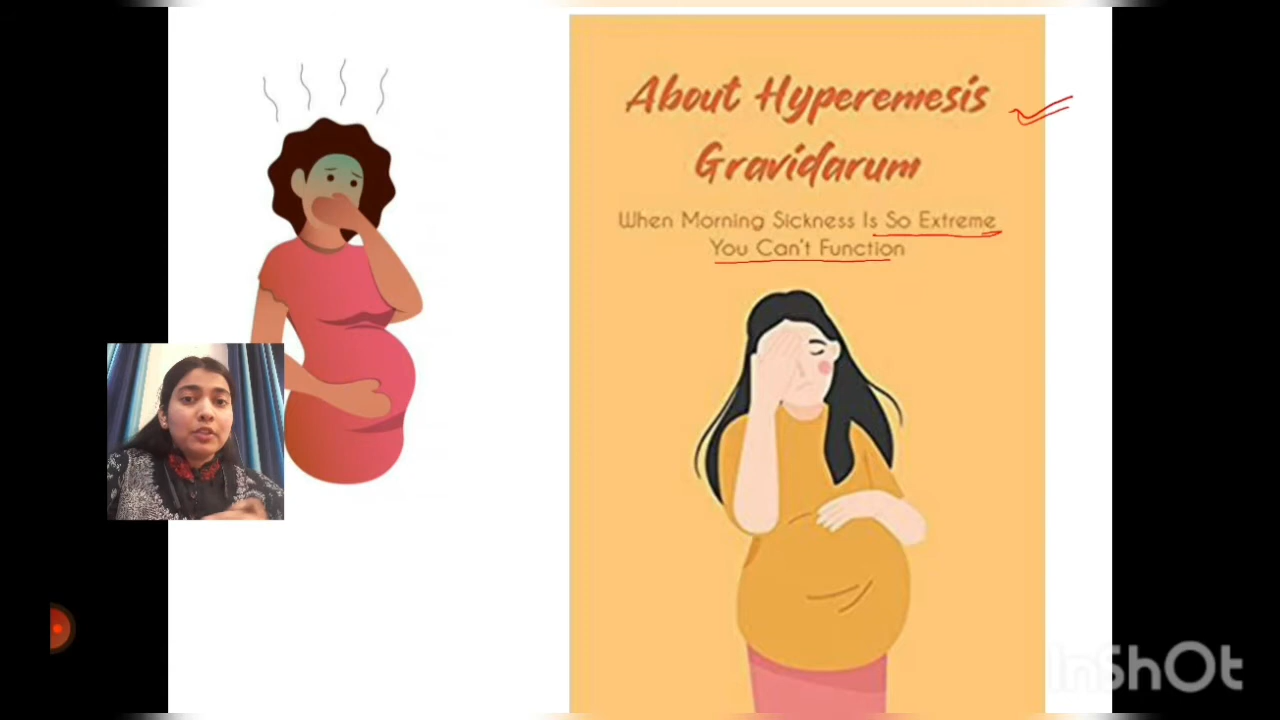 About Hyperemesis
Gravidarum
When Morning Sickness Is So Extreme
You Can't Function
InShOt